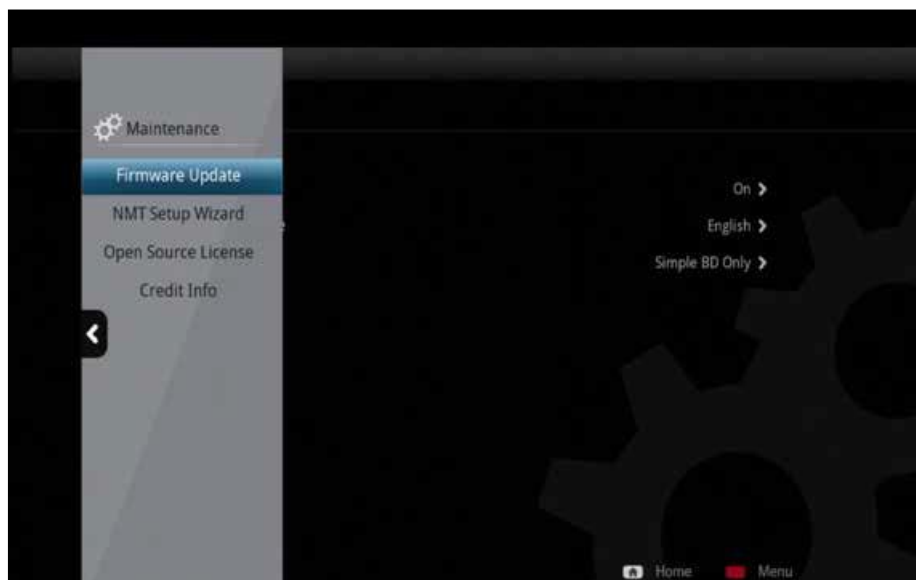 Maintenance
Firmware Update
NMT Setup Wizard
Open Source License
Credit Info
On
English
Simple BD Only
Home
Menu